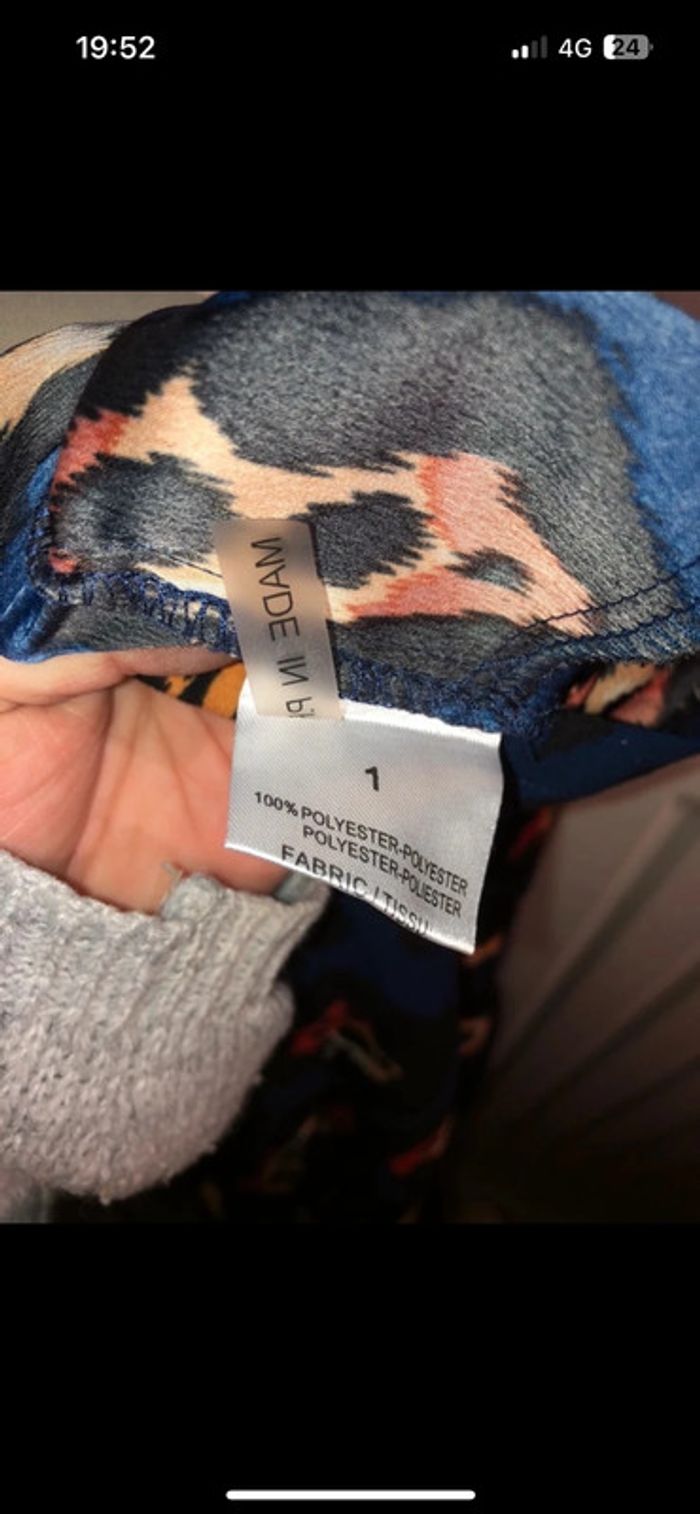 19:52
4G
24
MADE IN
1
100% POLYESTER-POLYESTER
POLYESTER-POLIESTER
FABRIC / TISSU